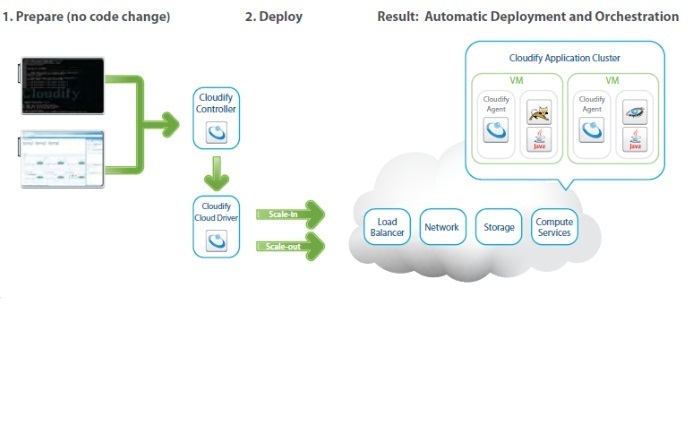 1. Prepare (no code change)
2. Deploy
Result: Automatic Deployment and Orchestration
Cloudify Application Cluster
VM
VM
Cloudify
Agent
Java
Cloudify
Agent
Java
Cloudify
Cloudify
Controller
Cloudify
Cloud Driver
Scale-in
Scale-out
Load
Balancer
Network
Storage
Compute
Services